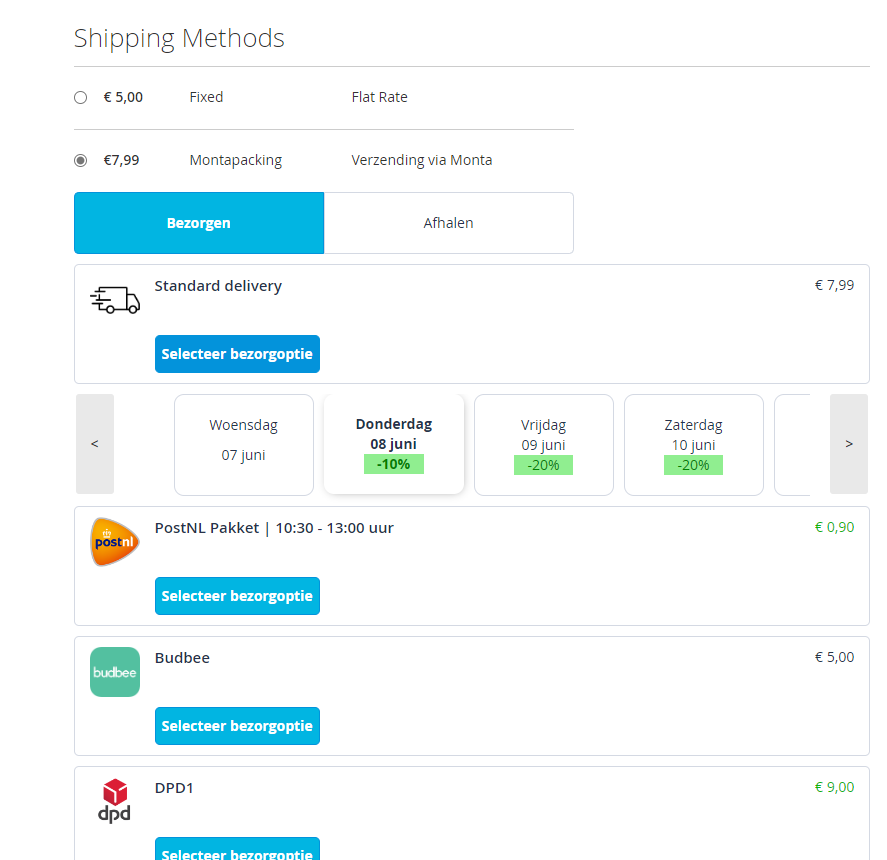 Shipping Methods
€ 5,00 Fixed Flat Rate
€7,99 Montapacking Verzending via Monta
Bezorgen Afhalen
Standard delivery € 7,99
Selecteer bezorgoptie
<
Woensdag
07 juni
Donderdag
08 juni
-10%
Vrijdag
09 juni
-20%
Zaterdag
10 juni
-20%
>
postnl
PostNL Pakket | 10:30 - 13:00 uur € 0,90
Selecteer bezorgoptie
budbee
Budbee € 5,00
Selecteer bezorgoptie
dpd
DPD1 € 9,00
Selecteer bezorgoptie